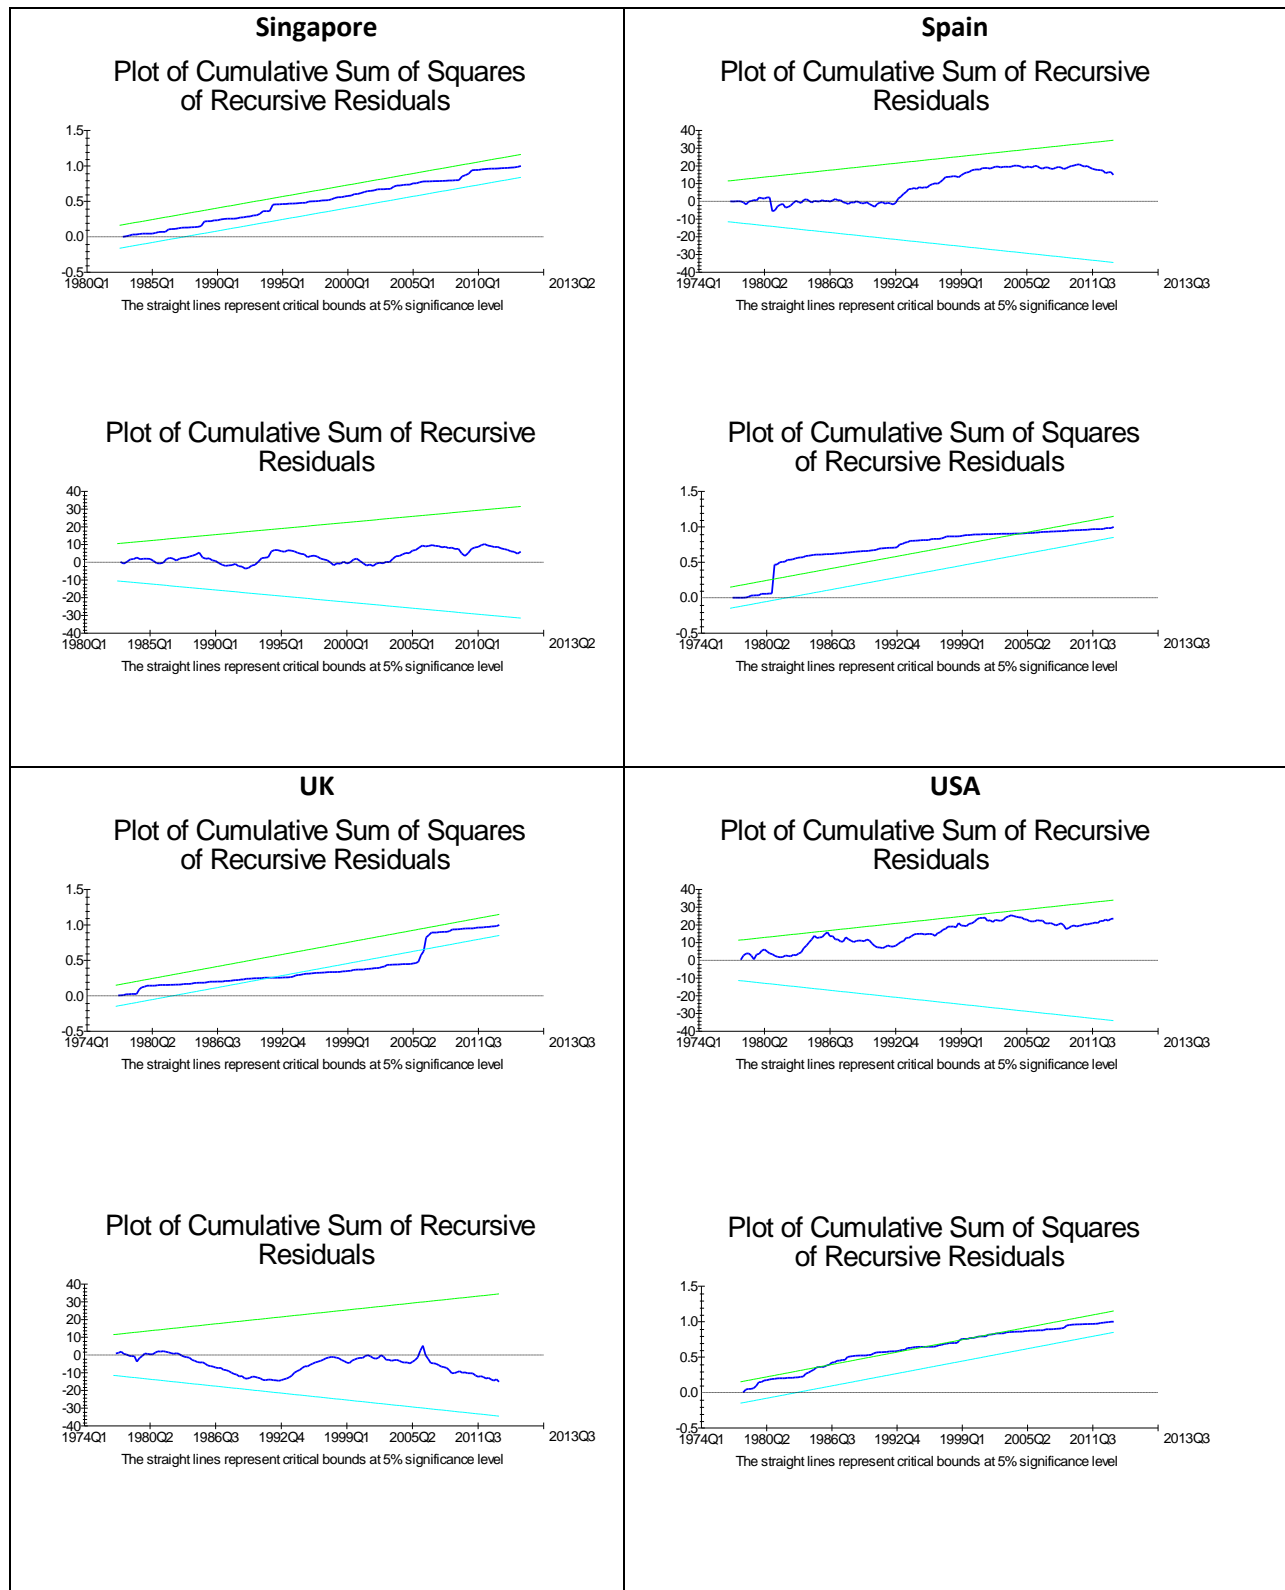 Singapore
Plot of Cumulative Sum of Squares
of Recursive Residuals
1.5
1.0
0.5
0.0
-0.5
1980Q1 1985Q1 1990Q1 1995Q1 2000Q1 2005Q1 2010Q1 2013Q2
The straight lines represent critical bounds at 5% significance level
Plot of Cumulative Sum of Recursive
Residuals
40
30
20
10
0
-10
-20
-30
-40
1980Q1 1985Q1 1990Q1 1995Q1 2000Q1 2005Q1 2010Q1 2013Q2
The straight lines represent critical bounds at 5% significance level
Spain
Plot of Cumulative Sum of Recursive
Residuals
40
30
20
10
0
-10
-20
-30
-40
1974Q1 1980Q2 1986Q3 1992Q4 1999Q1 2005Q2 2011Q3 2013Q3
The straight lines represent critical bounds at 5% significance level
Plot of Cumulative Sum of Squares
of Recursive Residuals
1.5
1.0
0.5
0.0
-0.5
1974Q1 1980Q2 1986Q3 1992Q4 1999Q1 2005Q2 2011Q3 2013Q3
The straight lines represent critical bounds at 5% significance level
UK
Plot of Cumulative Sum of Squares
of Recursive Residuals
1.5
1.0
0.5
0.0
-0.5
1974Q1 1980Q2 1986Q3 1992Q4 1999Q1 2005Q2 2011Q3 2013Q3
The straight lines represent critical bounds at 5% significance level
Plot of Cumulative Sum of Recursive
Residuals
40
30
20
10
0
-10
-20
-30
-40
1974Q1 1980Q2 1986Q3 1992Q4 1999Q1 2005Q2 2011Q3 2013Q3
The straight lines represent critical bounds at 5% significance level
USA
Plot of Cumulative Sum of Recursive
Residuals
40
30
20
10
0
-10
-20
-30
-40
1974Q1 1980Q2 1986Q3 1992Q4 1999Q1 2005Q2 2011Q3 2013Q3
The straight lines represent critical bounds at 5% significance level
Plot of Cumulative Sum of Squares
of Recursive Residuals
1.5
1.0
0.5
0.0
-0.5
1974Q1 1980Q2 1986Q3 1992Q4 1999Q1 2005Q2 2011Q3 2013Q3
The straight lines represent critical bounds at 5% significance level